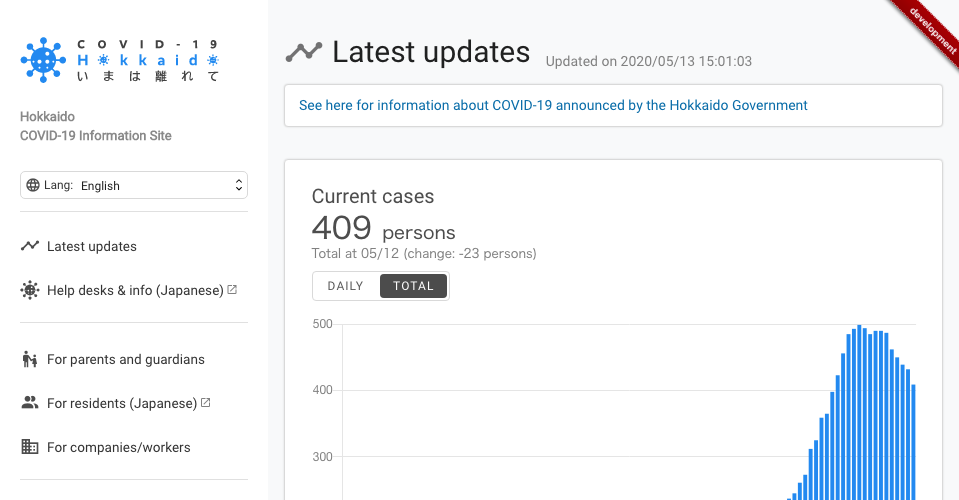 COVID-19
Hokkaido
いまは離れて
Hokkaido
COVID-19 Information Site
Lang: English
Latest updates
Help desks & info (Japanese)
For parents and guardians
For residents (Japanese)
For companies/workers
development
Latest updates
Updated on 2020/05/13 15:01:03
See here for information about COVID-19 announced by the Hokkaido Government
Current cases
409 persons
Total at 05/12 (change: -23 persons)
DAILY TOTAL
500
400
300